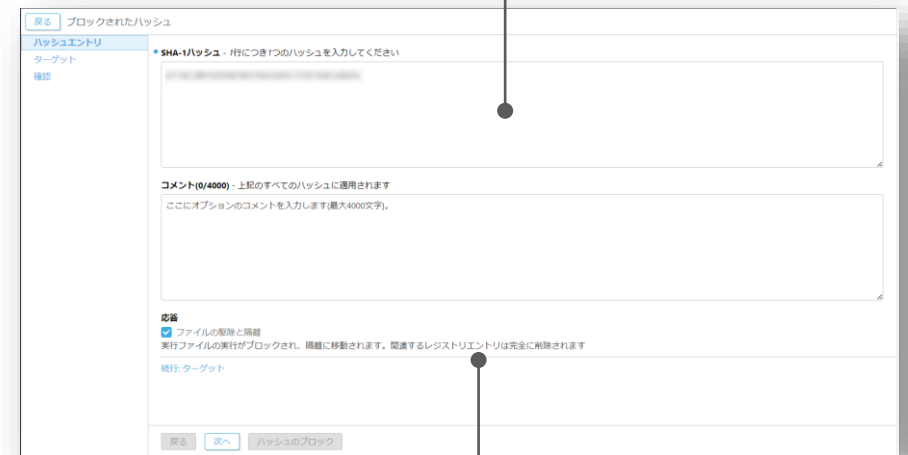 戻る ブロックされたハッシュ
ハッシュエントリ
ターゲット
確認
SHA-1ハッシュ - 1行につき1つのハッシュを入力してください
コメント(0/4000) - 上記のすべてのハッシュに適用されます
ここにオプションのコメントを入力します(最大4000文字)。
応答
ファイルの駆除と隔離
実行ファイルの実行がブロックされ、隔離に移動されます。関連するレジストリエントリは完全に削除されます
続行: ターゲット
戻る 次へ ハッシュのブロック